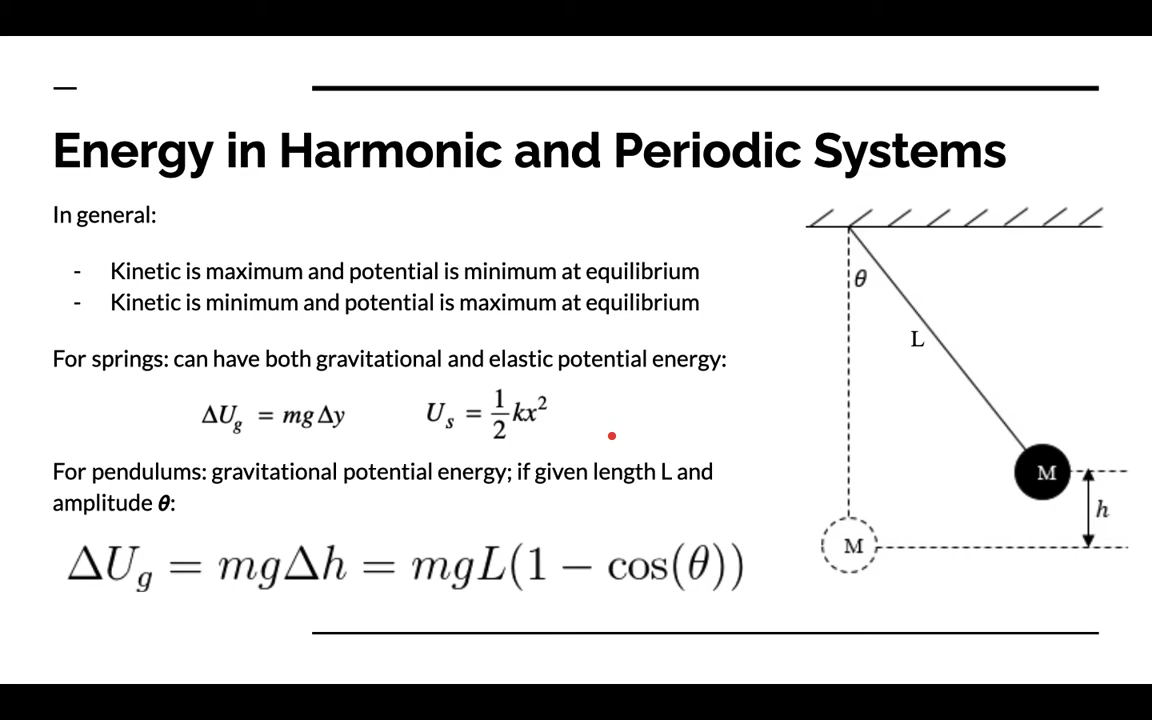 Energy in Harmonic and Periodic Systems
In general:
- Kinetic is maximum and potential is minimum at equilibrium
- Kinetic is minimum and potential is maximum at equilibrium
For springs: can have both gravitational and elastic potential energy:
ΔU_g = mgΔy    U_s = 1/2 kx²
For pendulums: gravitational potential energy; if given length L and
amplitude θ:
ΔU_g = mgΔh = mgL(1 − cos(θ))
θ
L
M
h
M